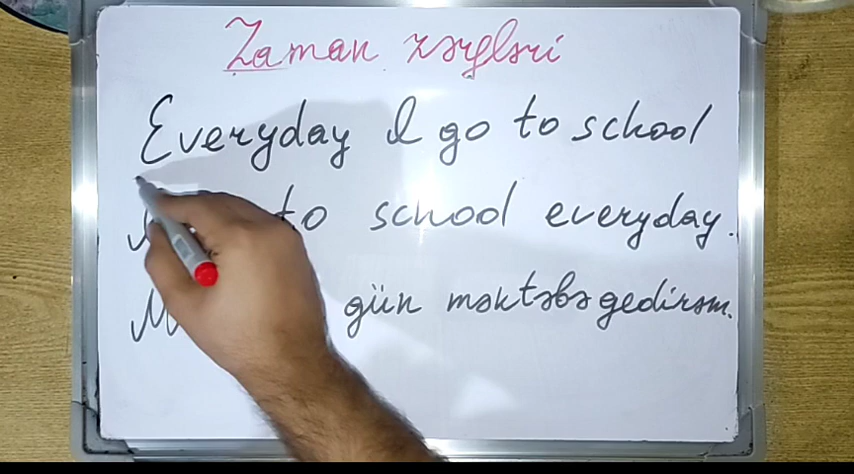 Zaman zərfləri
Everyday I go to school
to school everyday.
gün məktəbə gedirəm.